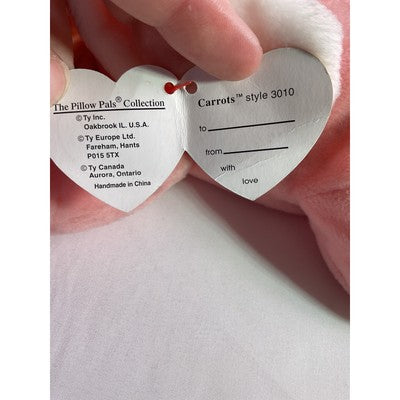 The Pillow Pals® Collection
© Ty Inc.
Oakbrook IL. U.S.A.
© Ty Europe Ltd.
Fareham, Hants
P015 5TX
© Ty Canada
Aurora, Ontario
Handmade in China
Carrots™ style 3010
to
from
with
love